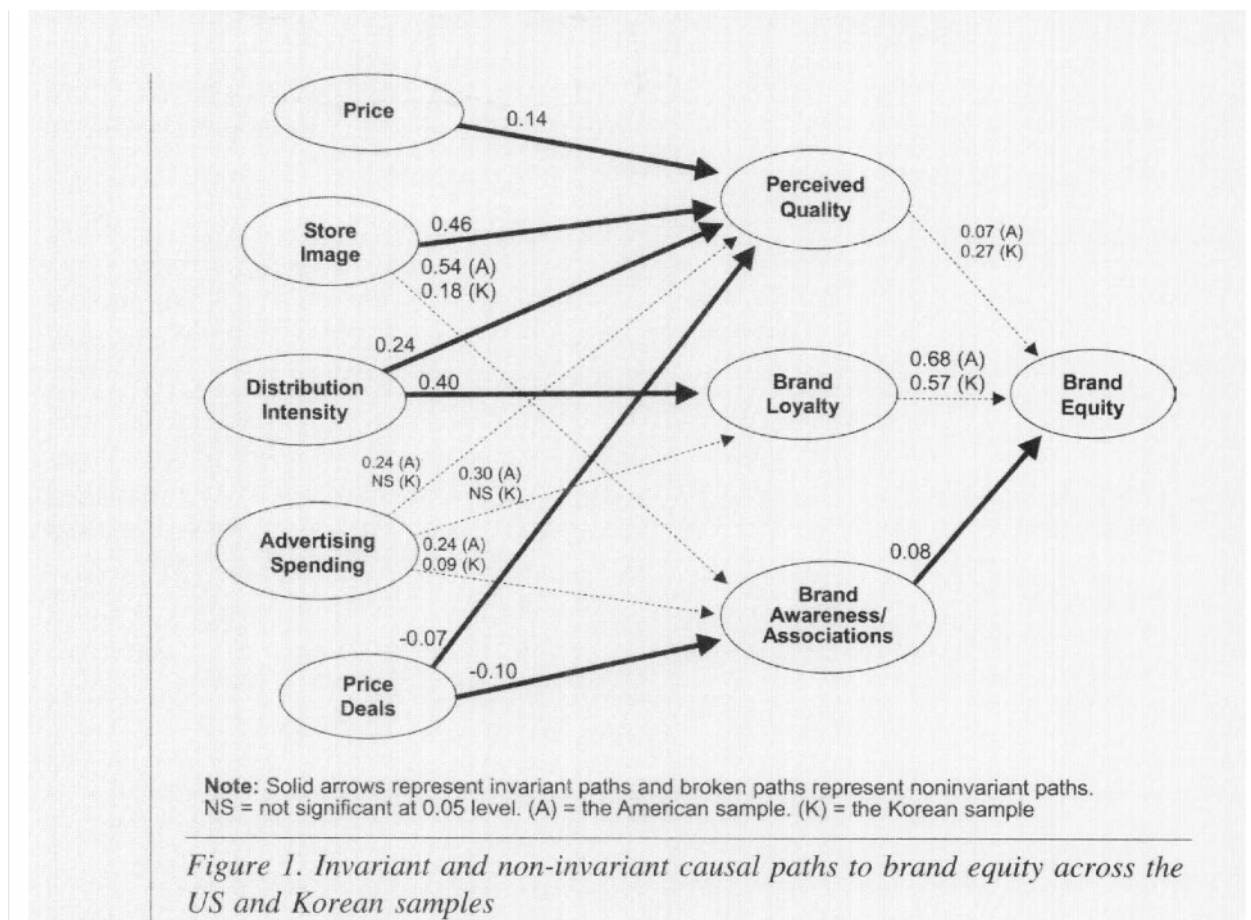 Price
0.14
Perceived
Quality
Store
Image
0.46
0.54 (A)
0.18 (K)
0.07 (A)
0.27 (K)
0.24
Distribution
Intensity
0.40
Brand
Loyalty
0.68 (A)
0.57 (K)
Brand
Equity
0.24 (A)
NS (K)
0.30 (A)
NS (K)
Advertising
Spending
0.24 (A)
0.09 (K)
0.08
Brand
Awareness/
Associations
-0.07
-0.10
Price
Deals
Note: Solid arrows represent invariant paths and broken paths represent noninvariant paths.
NS = not significant at 0.05 level. (A) = the American sample. (K) = the Korean sample
Figure 1. Invariant and non-invariant causal paths to brand equity across the
US and Korean samples